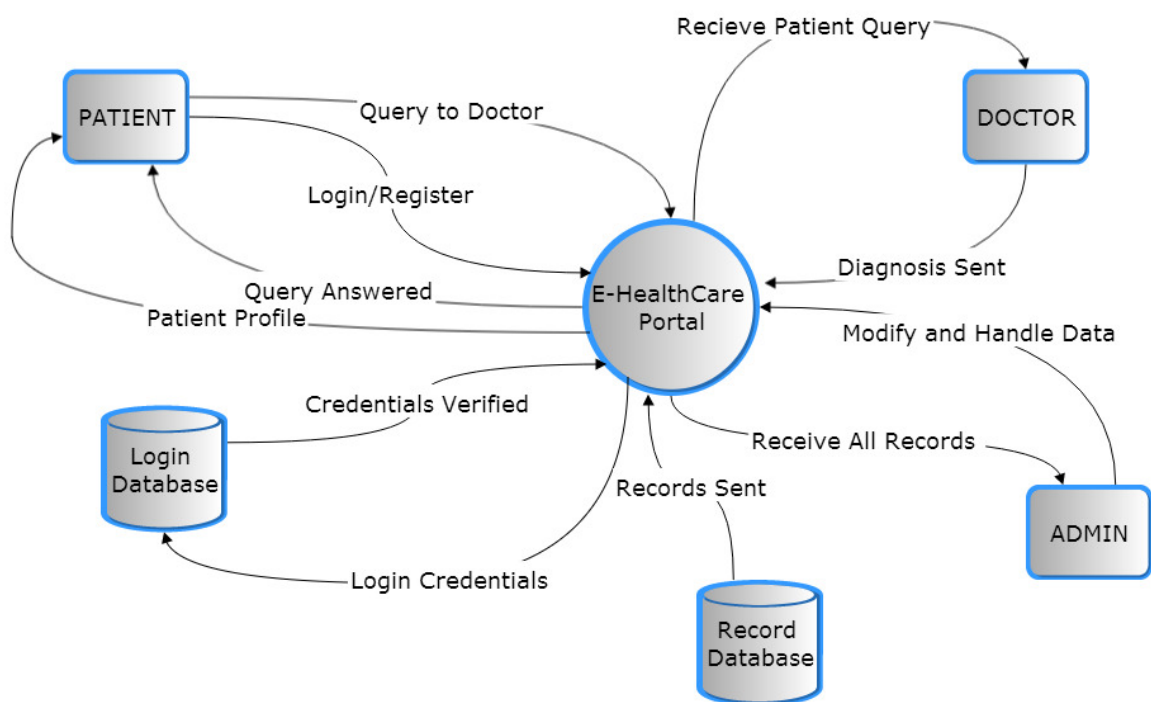 Recieve Patient Query
PATIENT
Query to Doctor
DOCTOR
Login/Register
Diagnosis Sent
Query Answered
E-HealthCare
Portal
Patient Profile
Modify and Handle Data
Credentials Verified
Receive All Records
Login
Database
Records Sent
ADMIN
Login Credentials
Record
Database